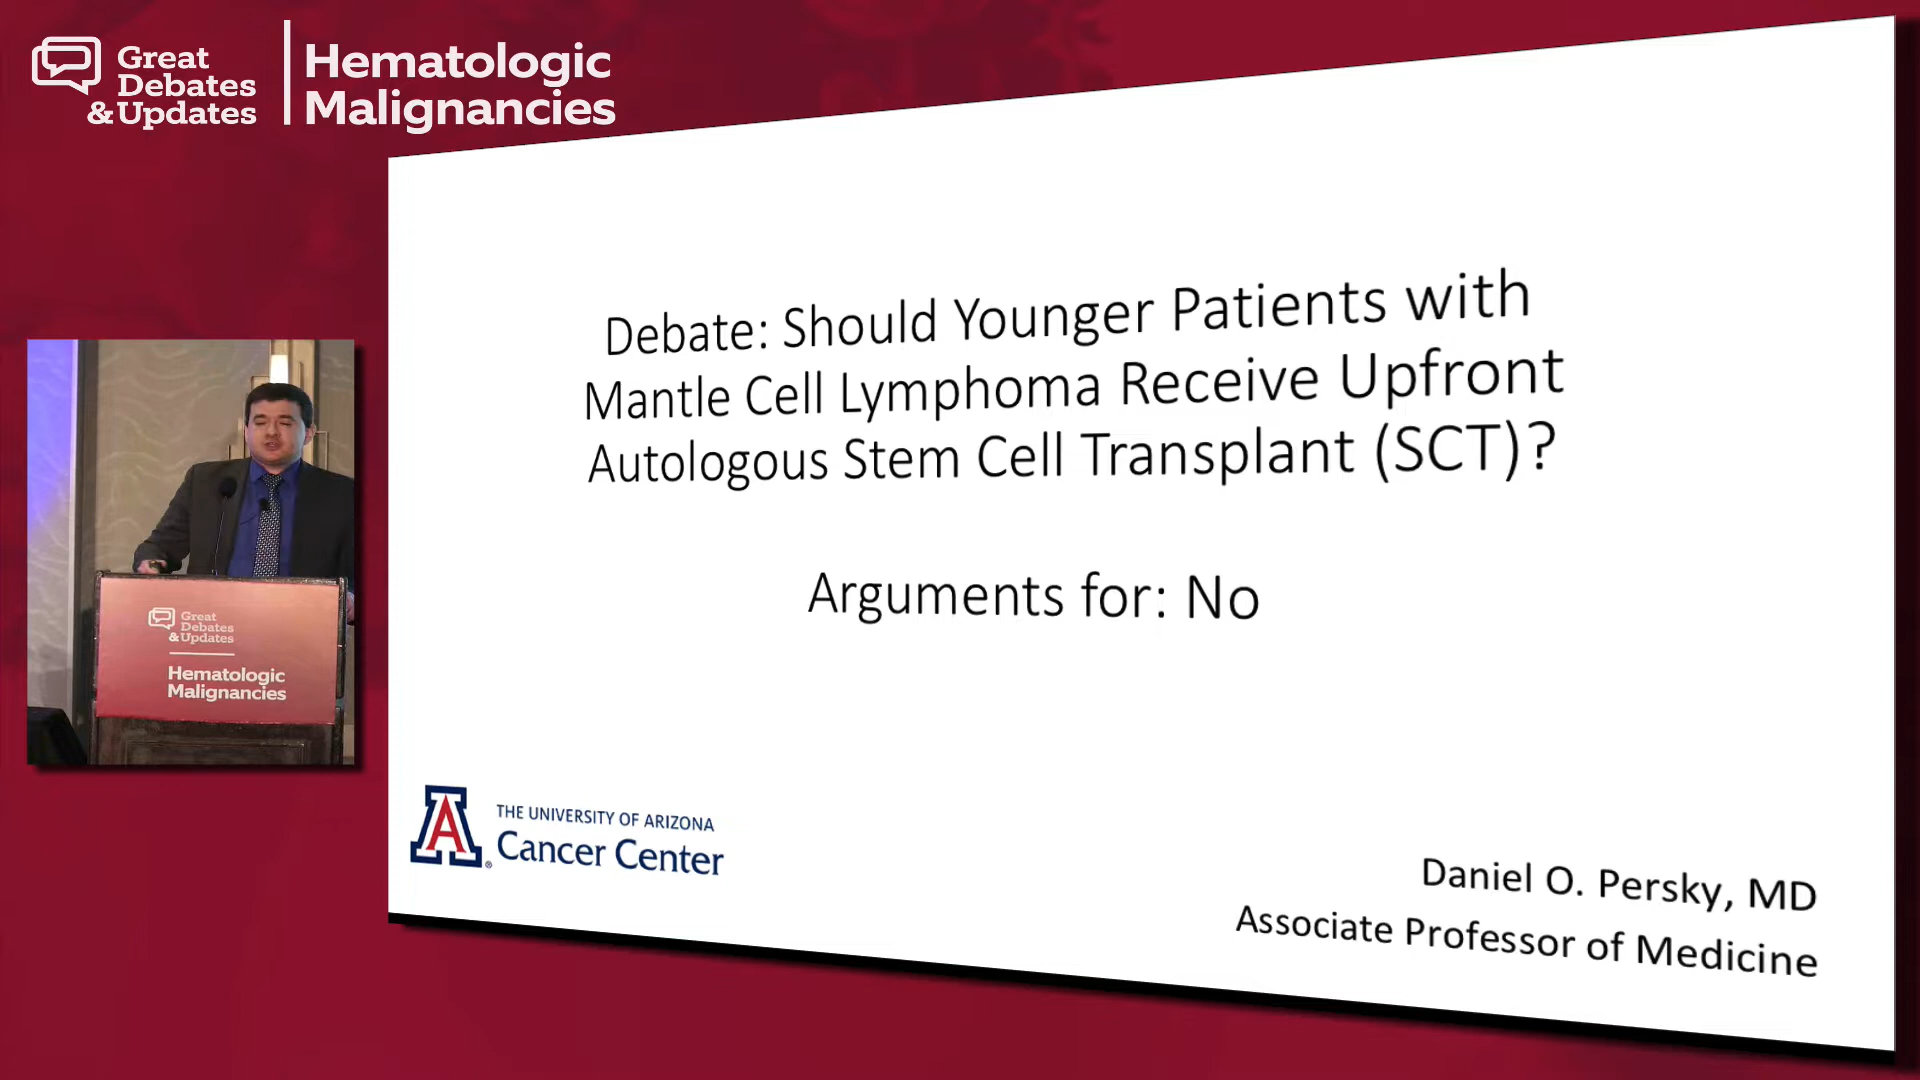 Great
Debates
&Updates
Hematologic
Malignancies
Debate: Should Younger Patients with
Mantle Cell Lymphoma Receive Upfront
Autologous Stem Cell Transplant (SCT)?
Arguments for: No
THE UNIVERSITY OF ARIZONA
Cancer Center
Daniel O. Persky, MD
Associate Professor of Medicine
Great
Debates
&Updates
Hematologic
Malignancies
A